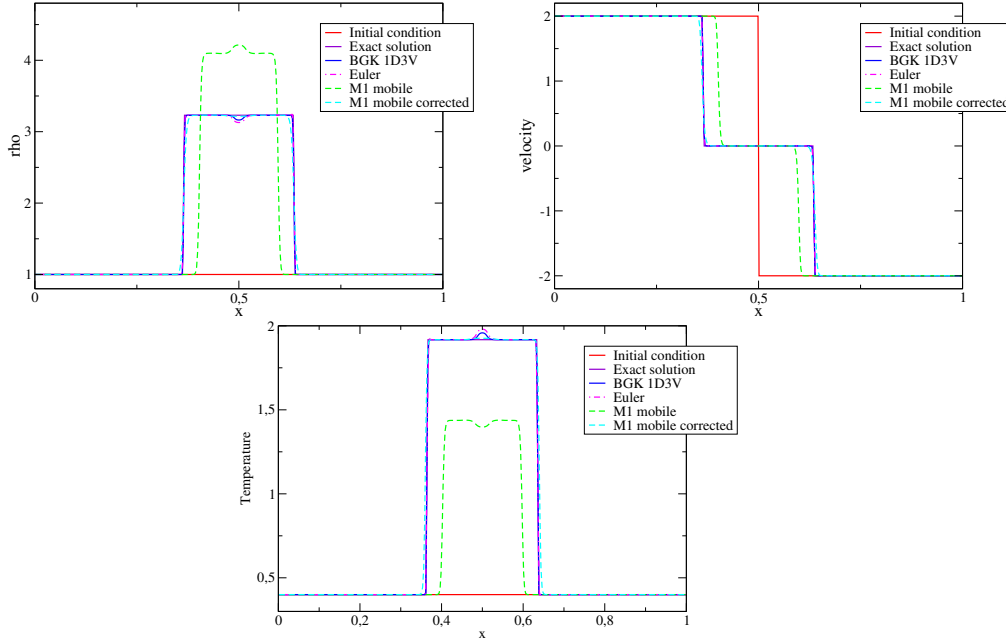 4
3
2
1
rho
0
0,5
1
x
Initial condition
Exact solution
BGK 1D3V
Euler
M1 mobile
M1 mobile corrected
2
1
0
-1
-2
velocity
0
0,5
1
x
Initial condition
Exact solution
BGK 1D3V
Euler
M1 mobile
M1 mobile corrected
2
1,5
1
0,5
Temperature
0
0,2
0,4
0,6
0,8
1
x
Initial condition
Exact solution
BGK 1D3V
Euler
M1 mobile
M1 mobile corrected